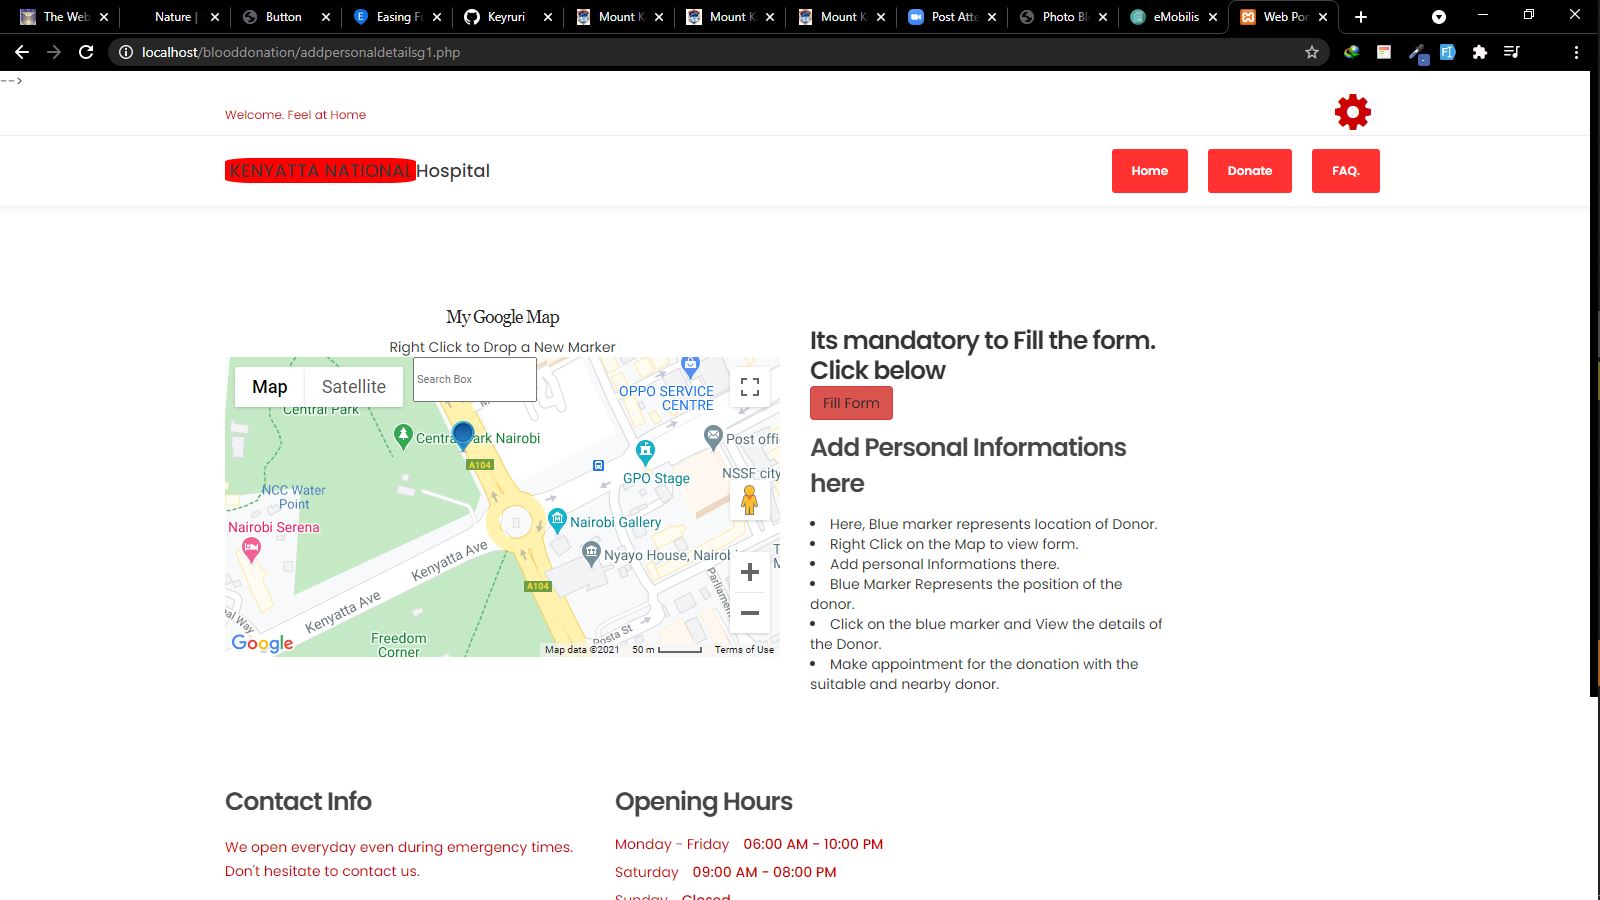 The Web
Nature |
Button
Easing Fu
Keyruri
Mount K
Mount K
Mount K
Post Atte
Photo Bl
eMobilis
Web Por
localhost/blooddonation/addpersonaldetailsg1.php
-->
Welcome. Feel at Home
KENYATTA NATIONAL Hospital
Home
Donate
FAQ.
My Google Map
Right Click to Drop a New Marker
Map
Satellite
Search Box
Central Park
OPPO SERVICE
CENTRE
Central Park Nairobi
Post offi
A104
GPO Stage
NSSF city
NCC Water
Point
Nairobi Serena
Nairobi Gallery
Nyayo House, Nairob
Kenyatta Ave
A104
Parliame
Kenyatta Ave
Posta St
Freedom
Corner
Google
Map data ©2021
50 m
Terms of Use
Its mandatory to Fill the form.
Click below
Fill Form
Add Personal Informations
here
• Here, Blue marker represents location of Donor.
• Right Click on the Map to view form.
• Add personal Informations there.
• Blue Marker Represents the position of the
donor.
• Click on the blue marker and View the details of
the Donor.
• Make appointment for the donation with the
suitable and nearby donor.
Contact Info
We open everyday even during emergency times.
Don't hesitate to contact us.
Opening Hours
Monday - Friday 06:00 AM - 10:00 PM
Saturday 09:00 AM - 08:00 PM
Sunday Closed